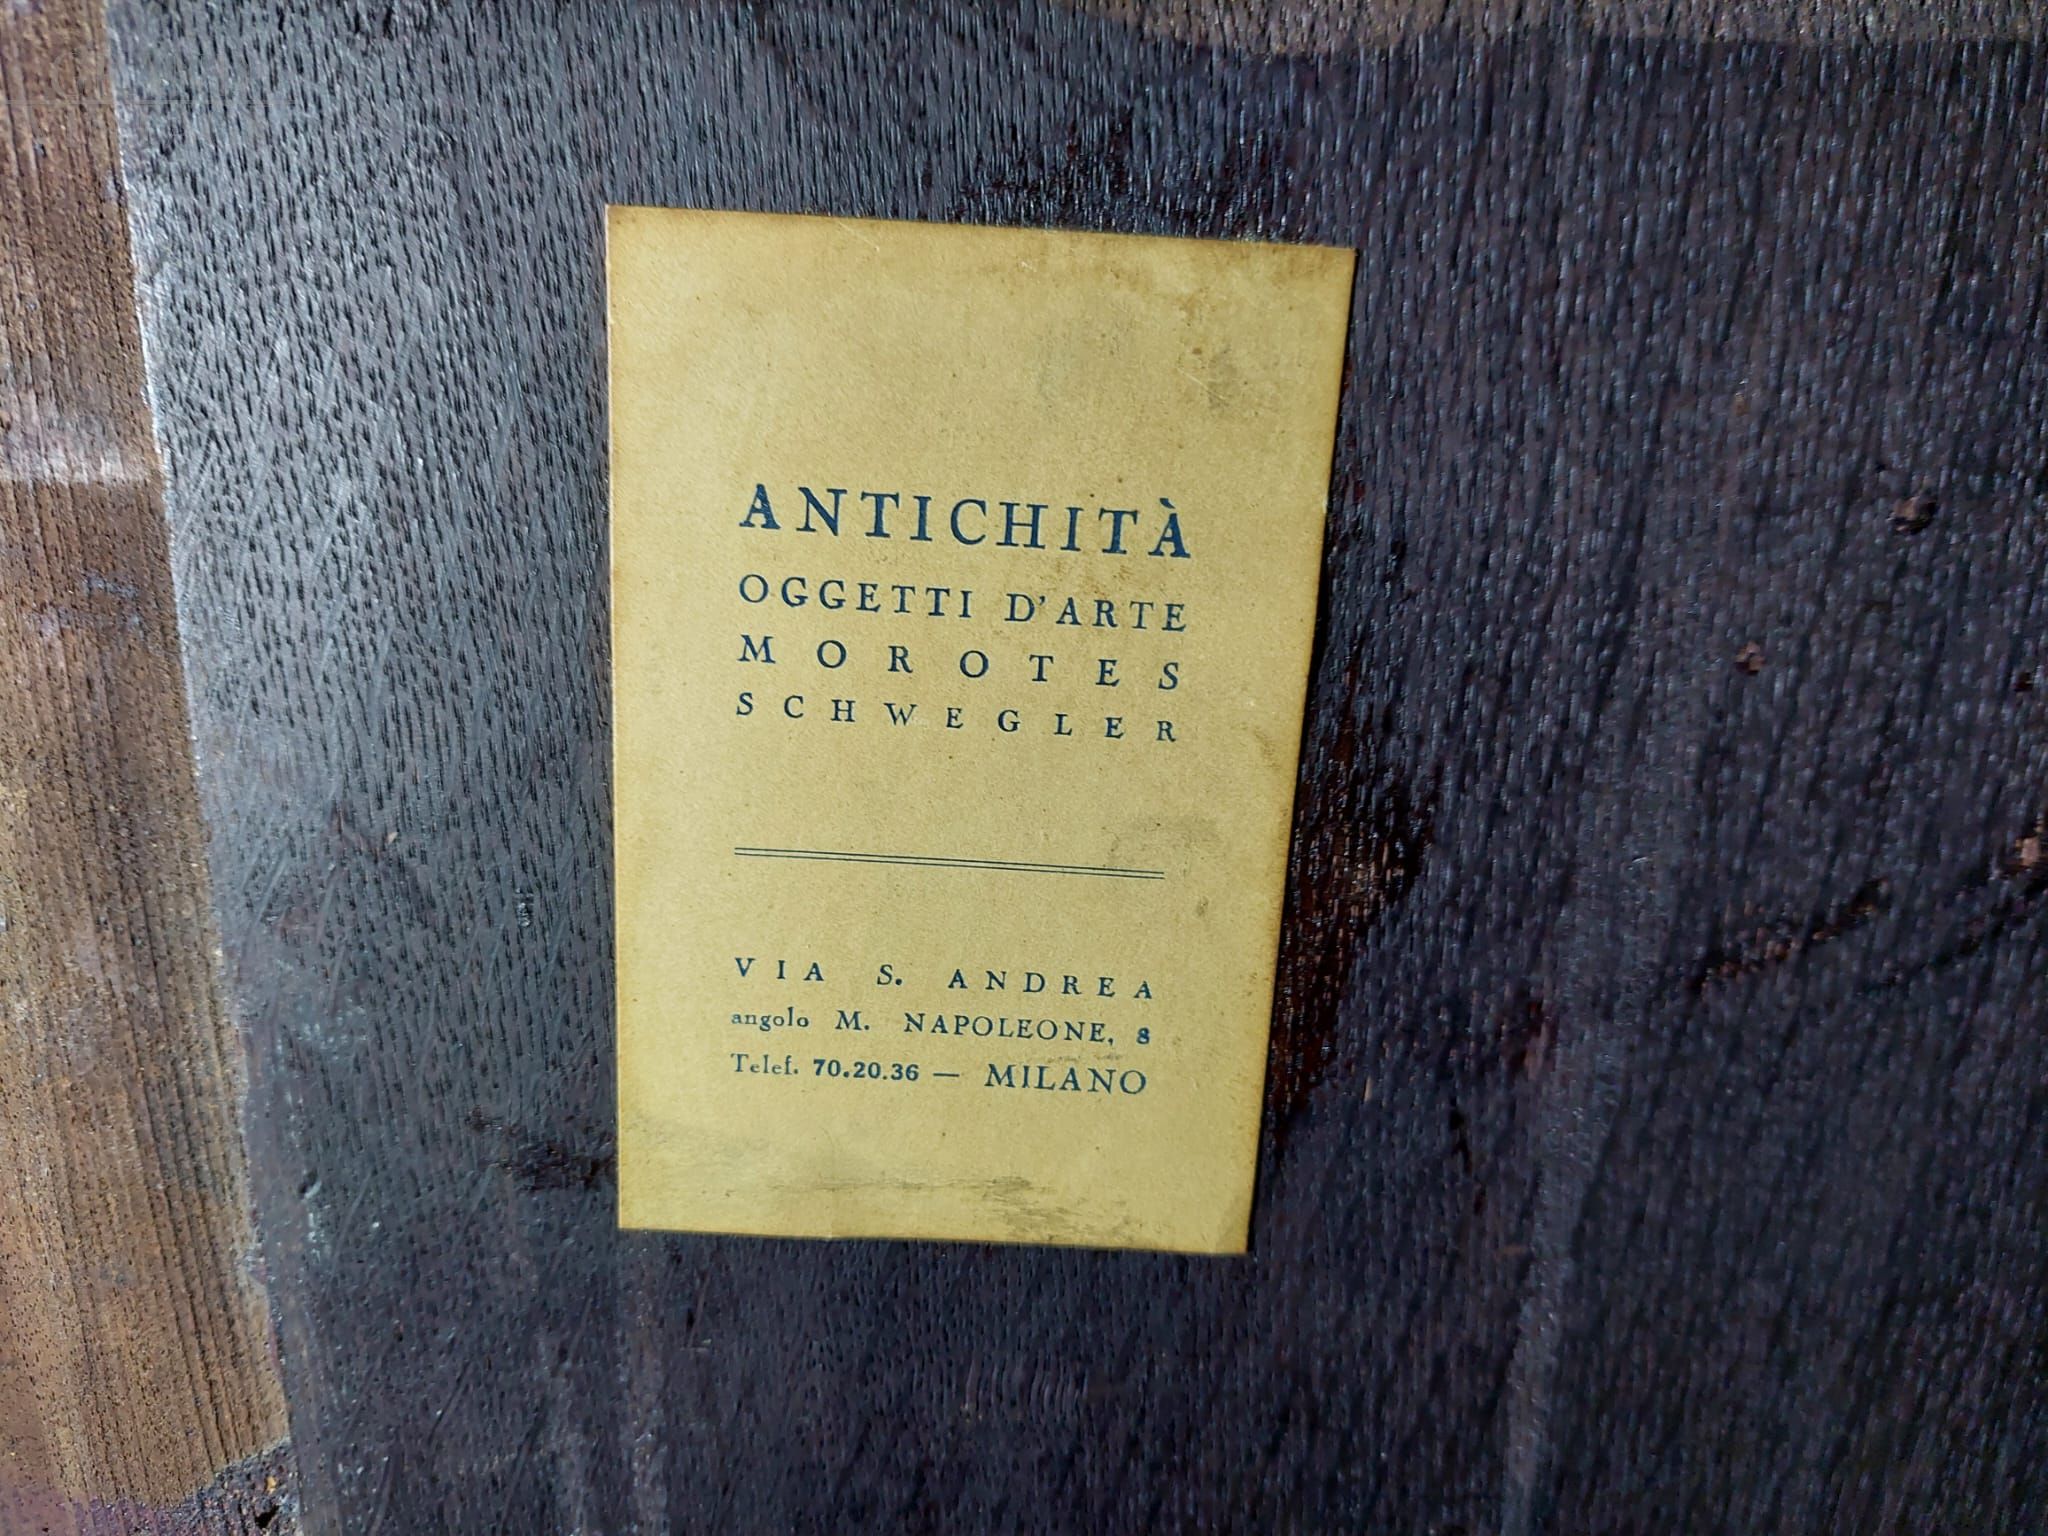 ANTICHITÀ
OGGETTI D'ARTE
MOROTES
SCHWEGLER
VIA S. ANDREA
angolo M. NAPOLEONE, 8
Telef. 70.20.36 — MILANO